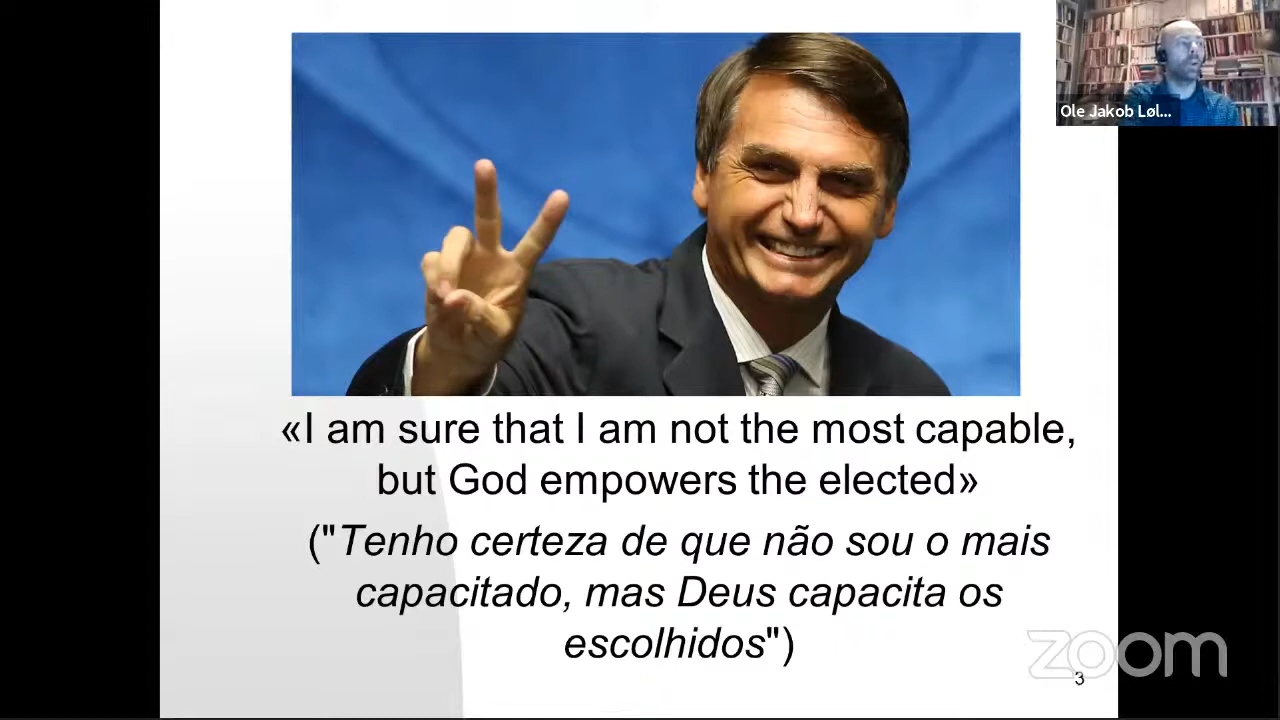 Ole Jakob Løl...
«I am sure that I am not the most capable,
but God empowers the elected»
("Tenho certeza de que não sou o mais
capacitado, mas Deus capacita os
escolhidos")
zoom
3